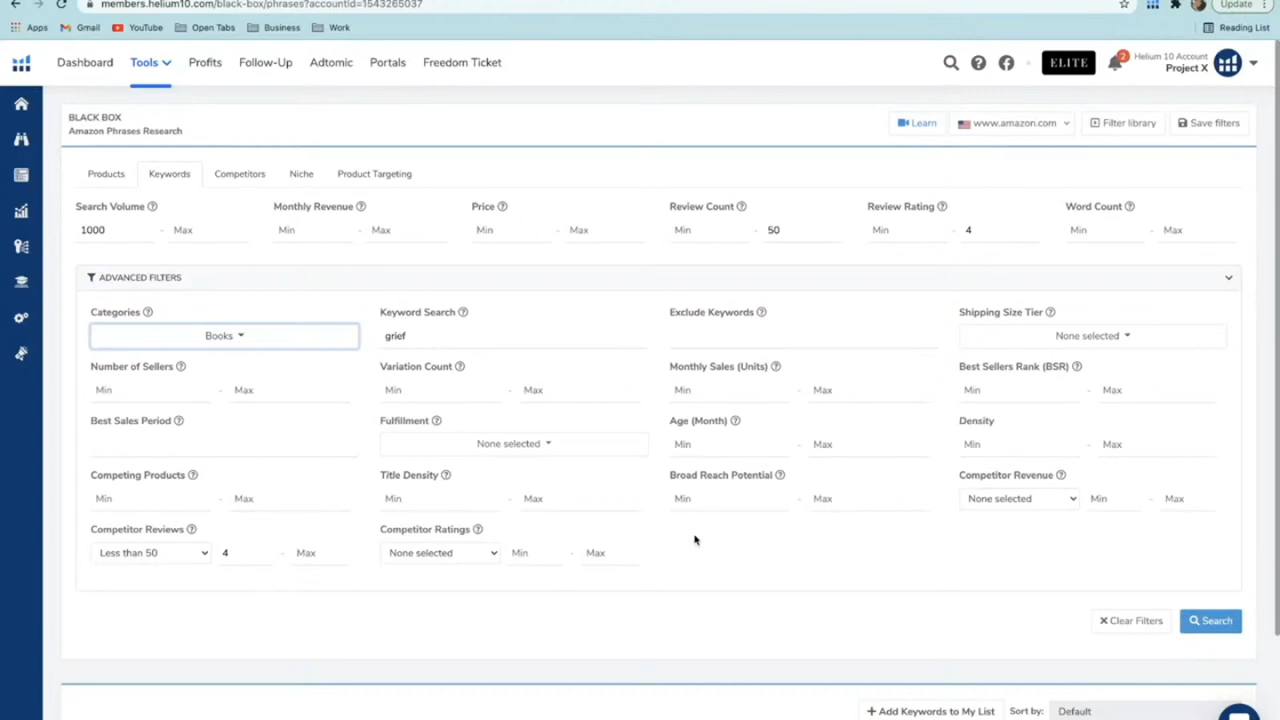 members.helium10.com/black-box/phrases?accountId=1543265037
Update
Apps Gmail YouTube Open Tabs Business Work Reading List
Dashboard Tools Profits Follow-Up Adtomic Portals Freedom Ticket ELITE 2 Helium 10 Account
Project X
BLACK BOX
Amazon Phrases Research
Learn www.amazon.com Filter library Save filters
Products Keywords Competitors Niche Product Targeting
Search Volume Monthly Revenue Price Review Count Review Rating Word Count
1000 - Max Min - Max Min - Max Min - 50 Min - 4 Min - Max
ADVANCED FILTERS
Categories Keyword Search Exclude Keywords Shipping Size Tier
Books grief None selected
Number of Sellers Variation Count Monthly Sales (Units) Best Sellers Rank (BSR)
Min - Max Min - Max Min - Max Min - Max
Best Sales Period Fulfillment Age (Month) Density
None selected Min - Max Min - Max
Competing Products Title Density Broad Reach Potential Competitor Revenue
Min - Max Min - Max Min - Max None selected Min - Max
Competitor Reviews Competitor Ratings
Less than 50 4 - Max None selected Min - Max
Clear Filters Search
+ Add Keywords to My List Sort by: Default